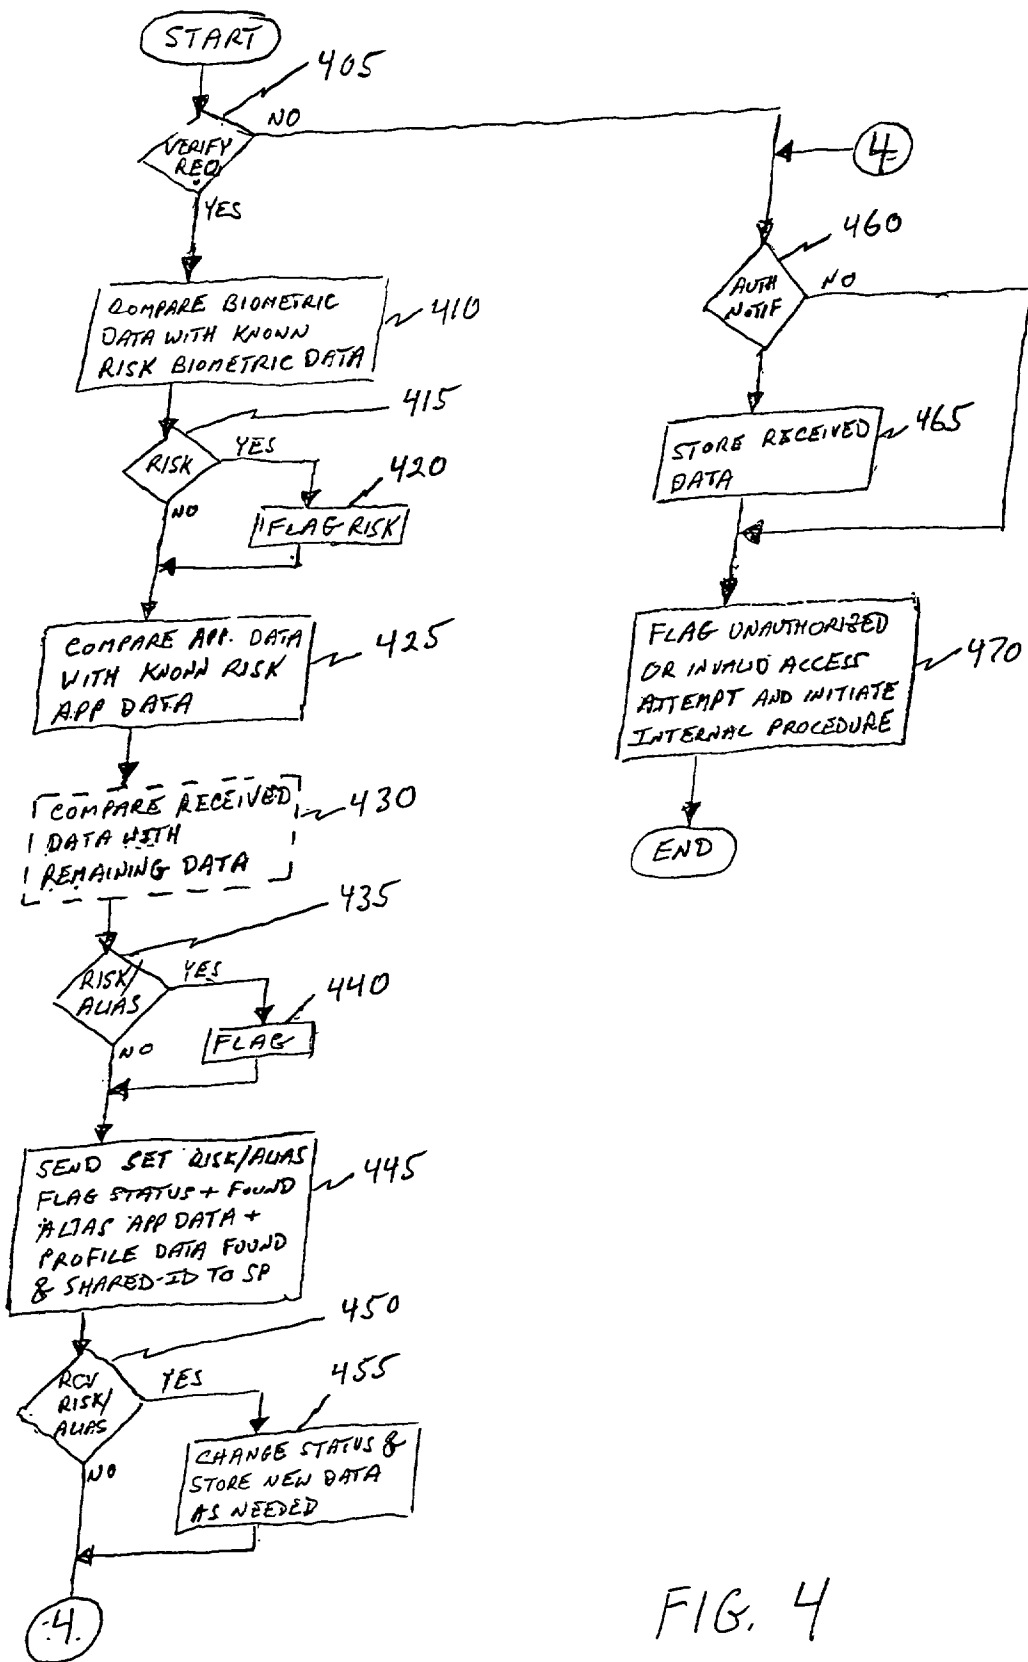 START
405
VERIFY
REQ.
NO
YES
COMPARE BIOMETRIC
DATA WITH KNOWN
RISK BIOMETRIC DATA
410
415
RISK
YES
NO
420
FLAG RISK
COMPARE APP. DATA
WITH KNOWN RISK
APP DATA
425
COMPARE RECEIVED
DATA WITH
REMAINING DATA
430
435
RISK/
ALIAS
YES
NO
440
FLAG
SEND SET RISK/ALIAS
FLAG STATUS + FOUND
ALIAS APP DATA +
PROFILE DATA FOUND
& SHARED-ID TO SP
445
450
RCV
RISK/
ALIAS
YES
NO
455
CHANGE STATUS &
STORE NEW DATA
AS NEEDED
4
4
460
AUTH
NOTIF
NO
STORE RECEIVED
DATA
465
FLAG UNAUTHORIZED
OR INVALID ACCESS
ATTEMPT AND INITIATE
INTERNAL PROCEDURE
470
END
FIG. 4